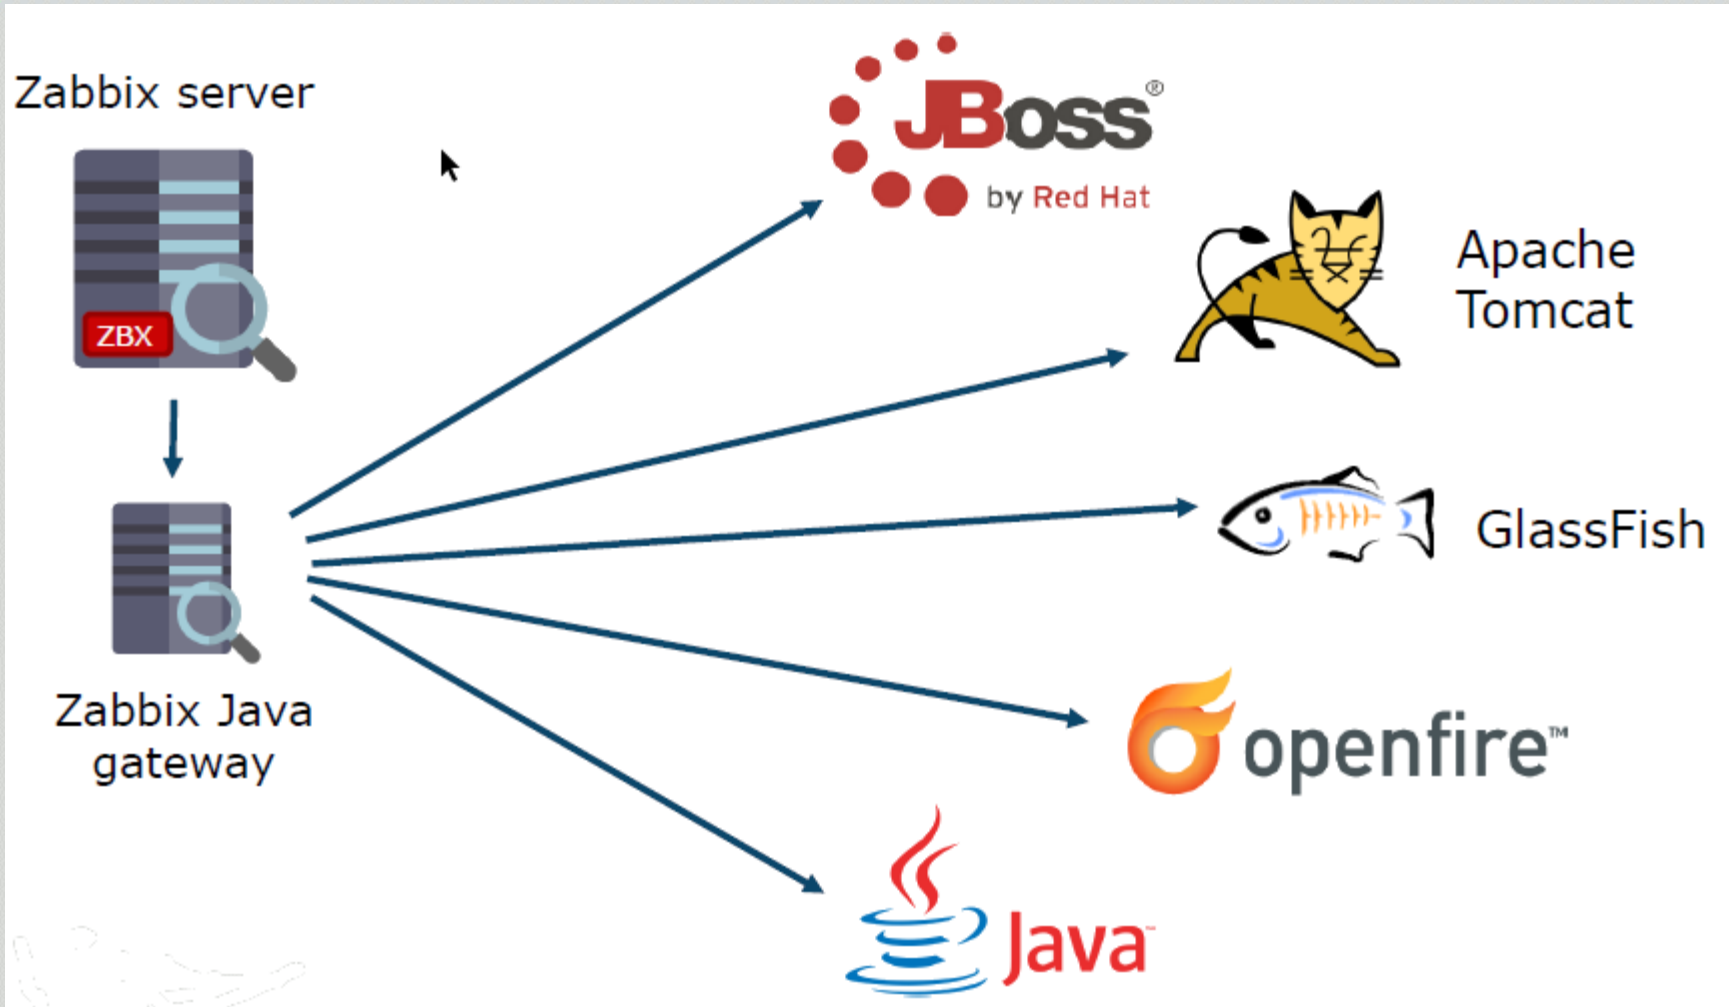 Zabbix server
ZBX
Zabbix Java
gateway
JBoss®
by Red Hat
Apache
Tomcat
GlassFish
openfire™
Java™